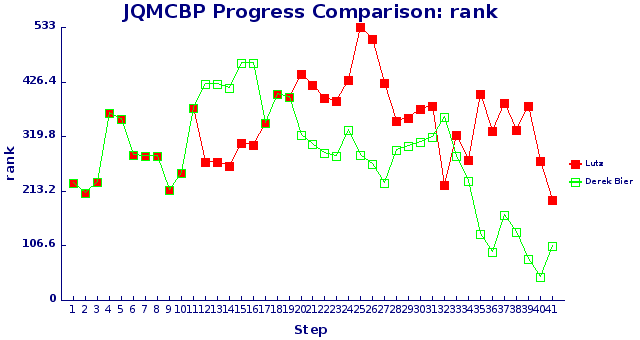 JQMCBP Progress Comparison: rank
533
426.4
319.8
213.2
106.6
0
rank
1 2 3 4 5 6 7 8 9 10 11 12 13 14 15 16 17 18 19 20 21 22 23 24 25 26 27 28 29 30 31 32 33 34 35 36 37 38 39 40 41
Step
Lutz
Derek Bier